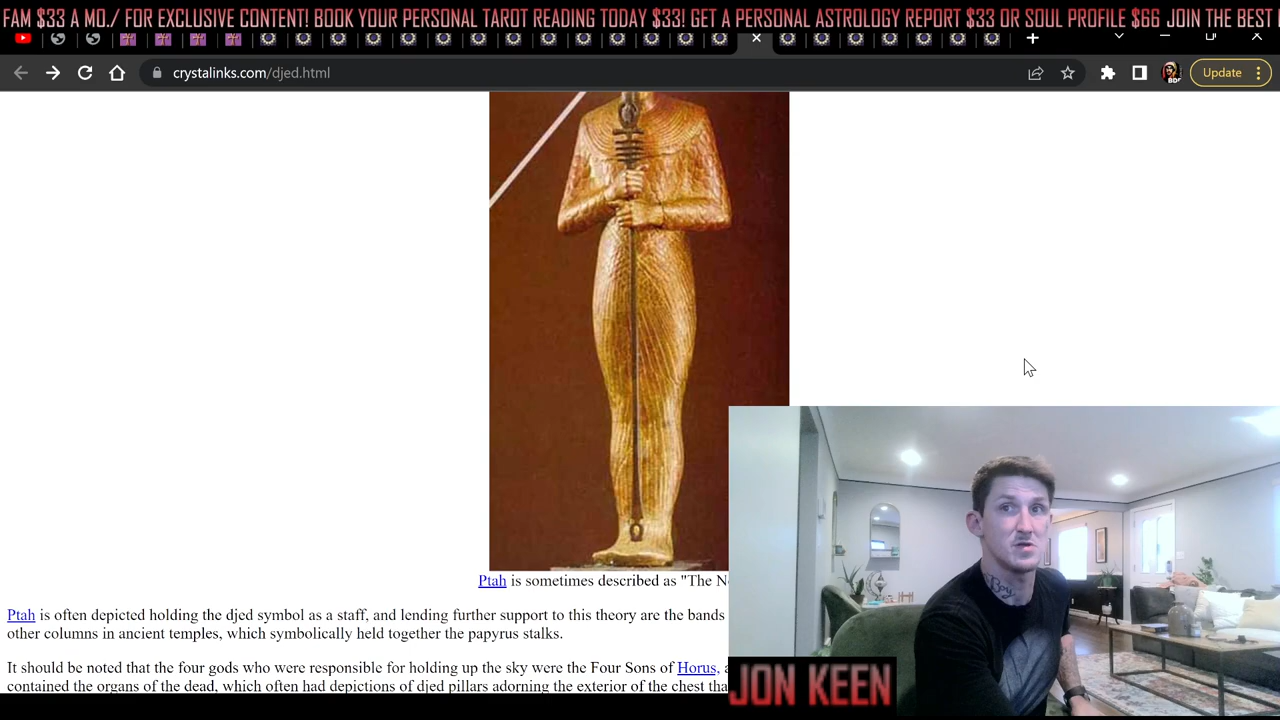 FAM $33 A MO./ FOR EXCLUSIVE CONTENT! BOOK YOUR PERSONAL TAROT READING TODAY $33! GET A PERSONAL ASTROLOGY REPORT $33 OR SOUL PROFILE $66 JOIN THE BEST
crystalinks.com/djed.html
Update
Ptah is sometimes described as "The N
Ptah is often depicted holding the djed symbol as a staff, and lending further support to this theory are the bands
other columns in ancient temples, which symbolically held together the papyrus stalks.
It should be noted that the four gods who were responsible for holding up the sky were the Four Sons of Horus,
contained the organs of the dead, which often had depictions of djed pillars adorning the exterior of the chest
JON KEEN